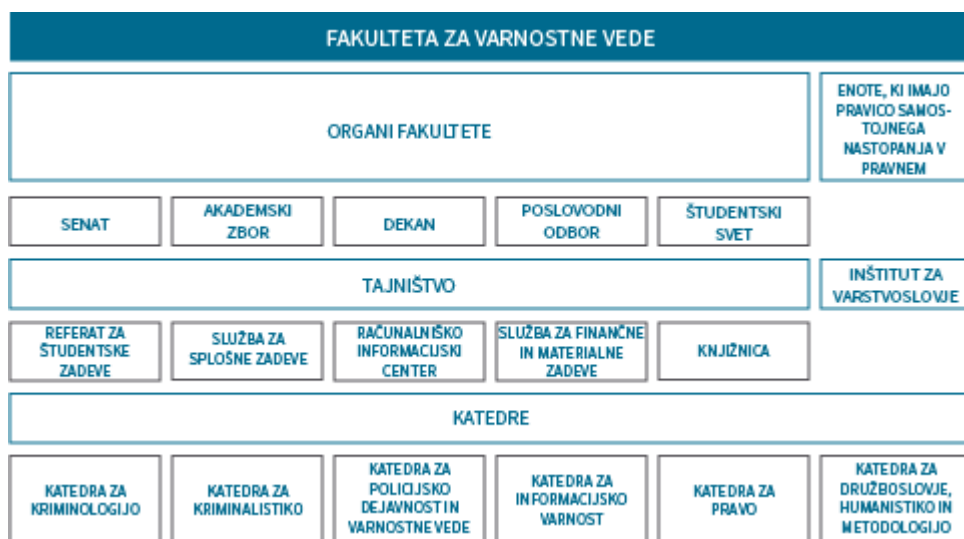 FAKULTETA ZA VARNOSTNE VEDE
ORGANI FAKULTETE
ENOTE, KI IMAJO
PRAVICO SAMOS-
TOJNEGA
NASTOPANJA V
PRAVNEM
SENAT
AKADEMSKI
ZBOR
DEKAN
POSLOVODNI
ODBOR
ŠTUDENTSKI
SVET
TAJNIŠTVO
INŠTITUT ZA
VARSTVOSLOVJE
REFERAT ZA
ŠTUDENTSKE
ZADEVE
SLUŽBA ZA
SPLOŠNE ZADEVE
RAČUNALNIŠKO
INFORMACIJSKI
CENTER
SLUŽBA ZA FINANČNE
IN MATERIALNE
ZADEVE
KNJIŽNICA
KATEDRE
KATEDRA ZA
KRIMINOLOGIJO
KATEDRA ZA
KRIMINALISTIKO
KATEDRA ZA
POLICIJSKO
DEJAVNOST IN
VARNOSTNE VEDE
KATEDRA ZA
INFORMACIJSKO
VARNOST
KATEDRA ZA
PRAVO
KATEDRA ZA
DRUŽBOSLOVJE,
HUMANISTIKO IN
METODOLOGIJO